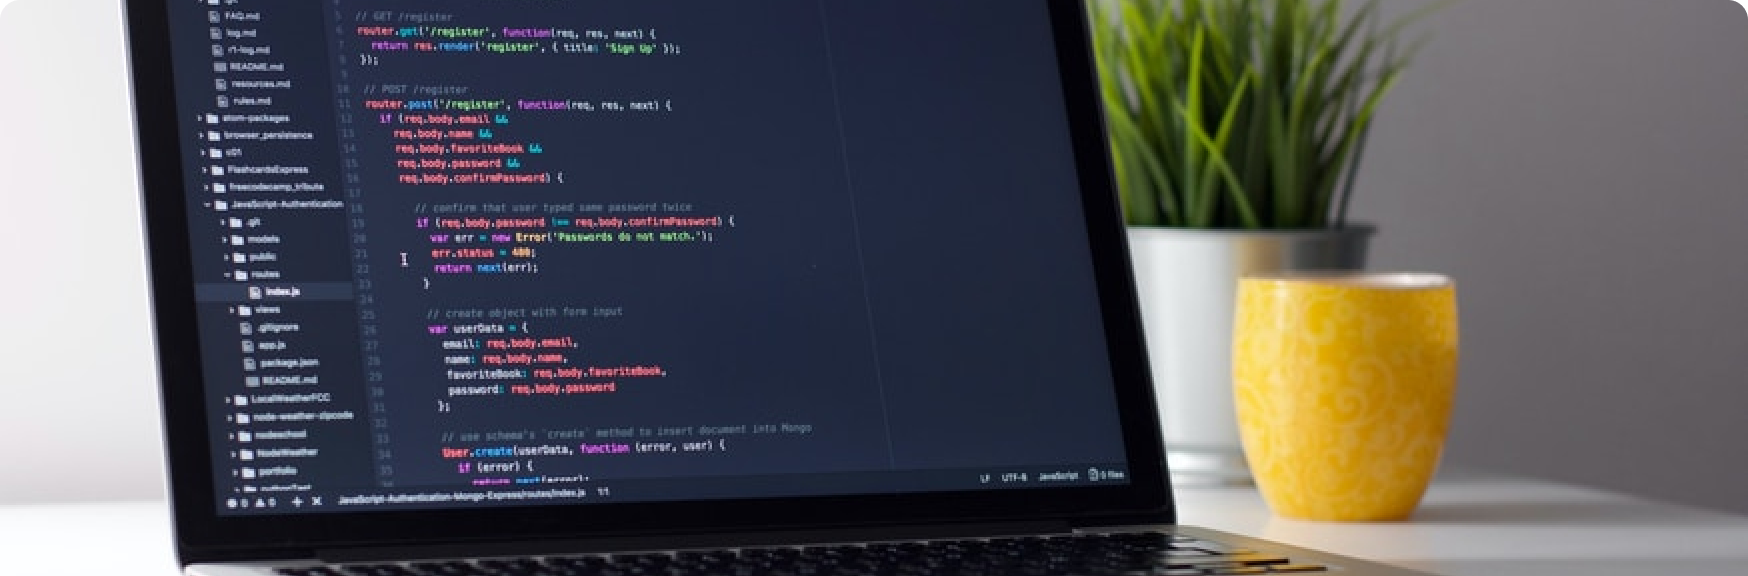 .git
FAQ.md
log.md
r1-log.md
README.md
resources.md
rules.md
atom-packages
browser_persistence
c01
FlashcardsExpress
freecodecamp_tribute
JavaScript-Authentication
.git
models
public
routes
index.js
views
.gitignore
app.js
package.json
README.md
LocalWeatherFCC
node-weather-zipcode
nodeschool
NodeWeather
portfolio
5 // GET /register
6 router.get('/register', function(req, res, next) {
7 return res.render('register', { title: 'Sign Up' });
8 });
9
10 // POST /register
11 router.post('/register', function(req, res, next) {
12 if (req.body.email &&
13 req.body.name &&
14 req.body.favoriteBook &&
15 req.body.password &&
16 req.body.confirmPassword) {
17
18 // confirm that user typed same password twice
19 if (req.body.password !== req.body.confirmPassword) {
20 var err = new Error('Passwords do not match.');
21 err.status = 400;
22 return next(err);
23 }
24
25 // create object with form input
26 var userData = {
27 email: req.body.email,
28 name: req.body.name,
29 favoriteBook: req.body.favoriteBook,
30 password: req.body.password
31 };
32
33 // use schema's `create` method to insert document into Mongo
34 User.create(userData, function (error, user) {
35 if (error) {
36 return next(error);
0 0 + × JavaScript-Authentication-Mongo-Express/routes/index.js 1:1 LF UTF-8 JavaScript 0 files